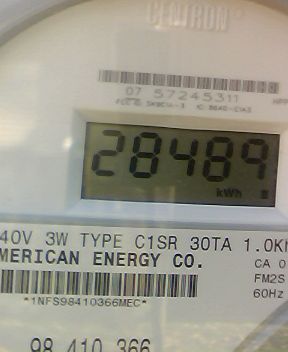 CENTRON®
07 57245311
28489
kWh
40V 3W TYPE C1SR 30TA 1.0K
MERICAN ENERGY CO.
CA 0
FM2S
60Hz
*1NFS98410366MEC*
98 410 366